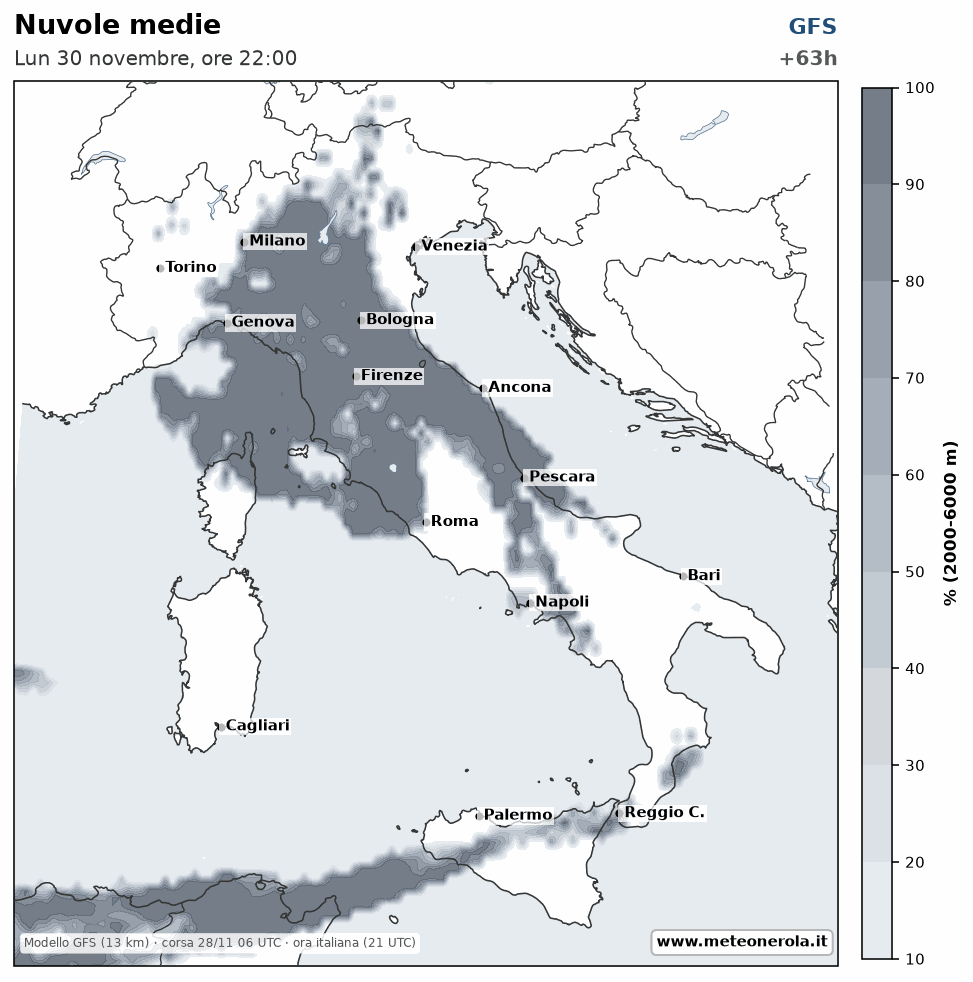 Nuvole medie
GFS
Lun 30 novembre, ore 22:00
+63h
Milano
Venezia
Torino
Genova
Bologna
Firenze
Ancona
Pescara
Roma
Bari
Napoli
Cagliari
Palermo
Reggio C.
100
90
80
70
60
50
40
30
20
10
% (2000-6000 m)
Modello GFS (13 km) · corsa 28/11 06 UTC · ora italiana (21 UTC)
www.meteonerola.it